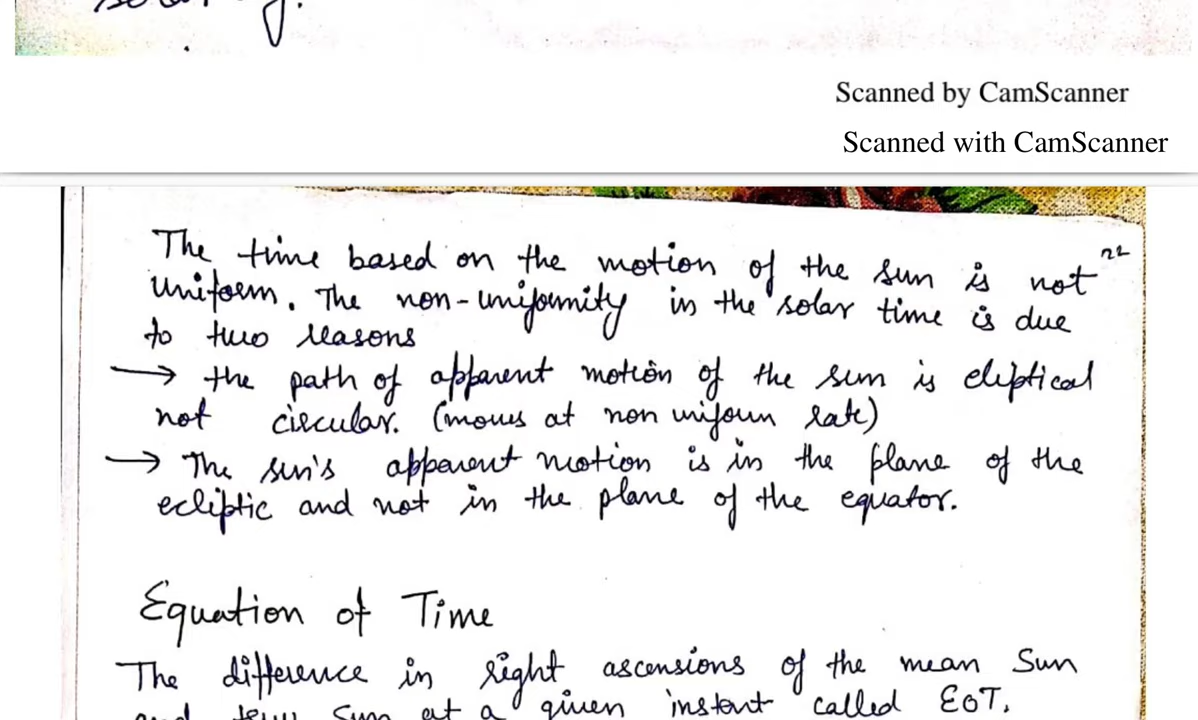 Scanned by CamScanner
Scanned with CamScanner
22
The time based on the motion of the sun is not
uniform. The non-uniformity in the solar time is due
to two reasons
→ the path of apparent motion of the sun is eliptical
not circular. (moves at non uniform rate)
→ The sun's apparent motion is in the plane of the
ecliptic and not in the plane of the equator.
Equation of Time
The difference in right ascensions of the mean Sun
and true Sun at a given instant called EOT.